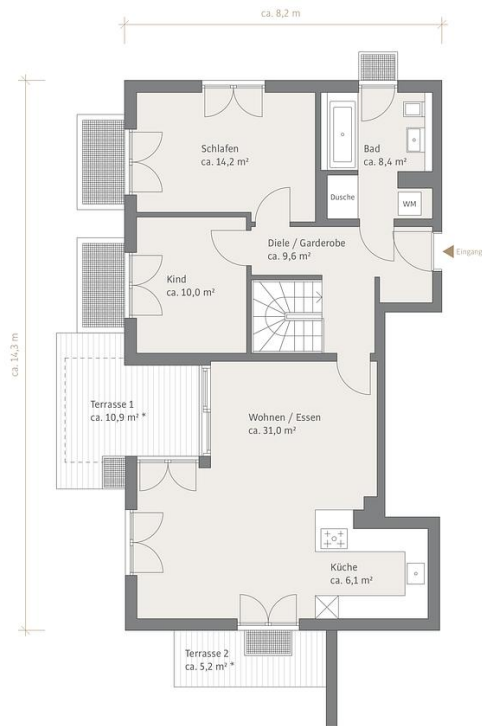 ca. 8,2 m
ca. 14,3 m
Schlafen
ca. 14,2 m²
Bad
ca. 8,4 m²
Dusche
WM
Diele / Garderobe
ca. 9,6 m²
Eingang
Kind
ca. 10,0 m²
Terrasse 1
ca. 10,9 m² *
Wohnen / Essen
ca. 31,0 m²
Küche
ca. 6,1 m²
Terrasse 2
ca. 5,2 m² *